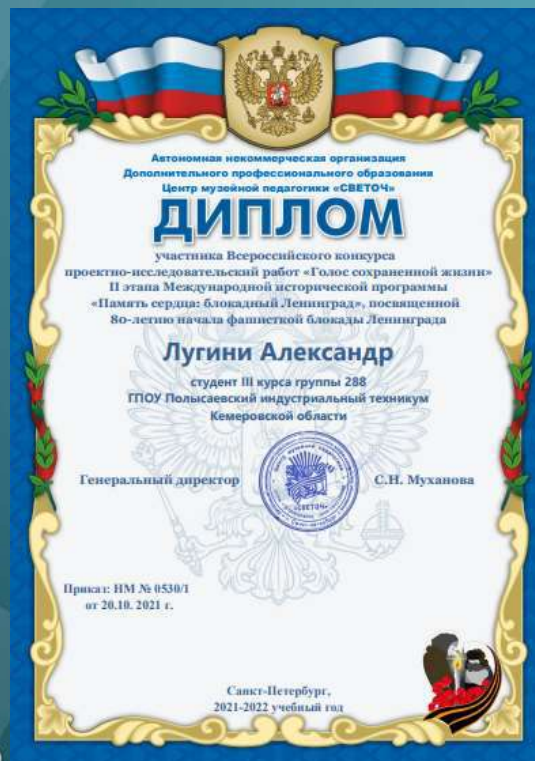 Автономная некоммерческая организация
Дополнительного профессионального образования
Центр музейной педагогики «СВЕТОЧ»
ДИПЛОМ
участника Всероссийского конкурса
проектно-исследовательский работ «Голос сохраненной жизни»
II этапа Международной исторической программы
«Память сердца: блокадный Ленинград», посвященной
80-летию начала фашисткой блокады Ленинграда
Лугини Александр
студент III курса группы 288
ГПОУ Полысаевский индустриальный техникум
Кемеровской области
Генеральный директор
«СВЕТОЧ»
С.Н. Муханова
Приказ: НМ № 0530/1
от 20.10. 2021 г.
Санкт-Петербург,
2021-2022 учебный год